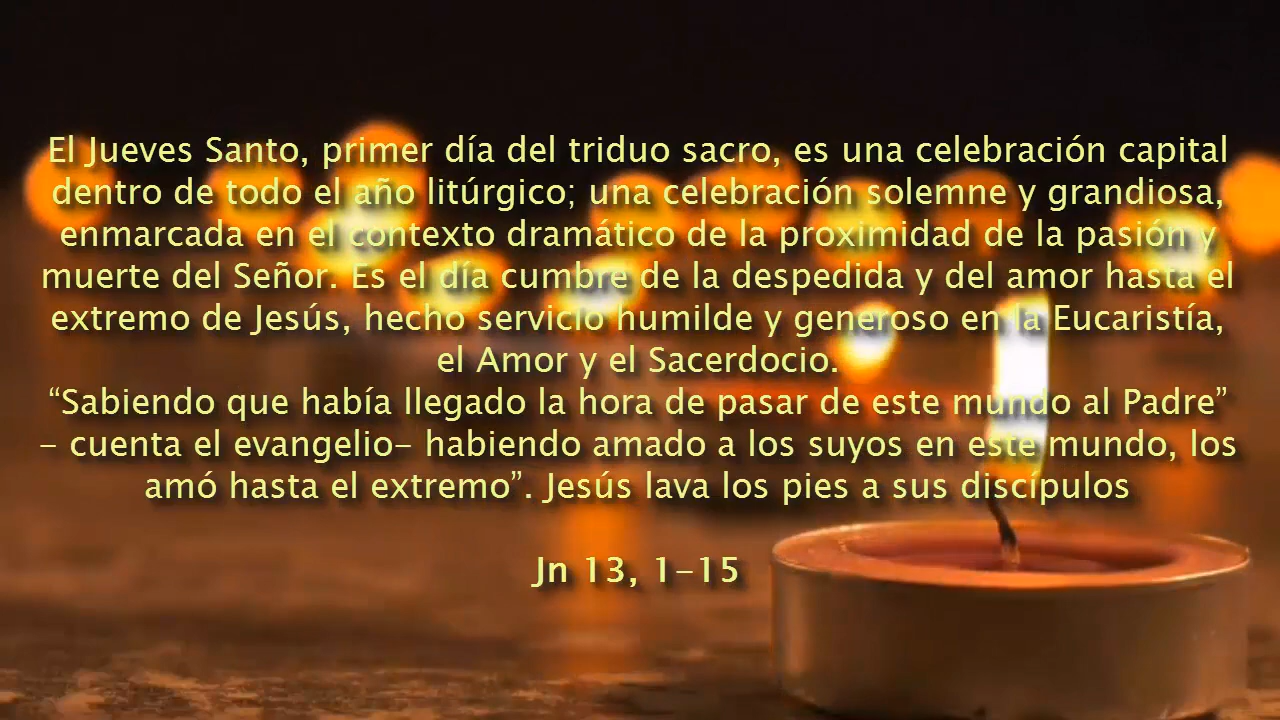 El Jueves Santo, primer día del triduo sacro, es una celebración capital
dentro de todo el año litúrgico; una celebración solemne y grandiosa,
enmarcada en el contexto dramático de la proximidad de la pasión y
muerte del Señor. Es el día cumbre de la despedida y del amor hasta el
extremo de Jesús, hecho servicio humilde y generoso en la Eucaristía,
el Amor y el Sacerdocio.
“Sabiendo que había llegado la hora de pasar de este mundo al Padre”
– cuenta el evangelio– habiendo amado a los suyos en este mundo, los
amó hasta el extremo”. Jesús lava los pies a sus discípulos
Jn 13, 1–15